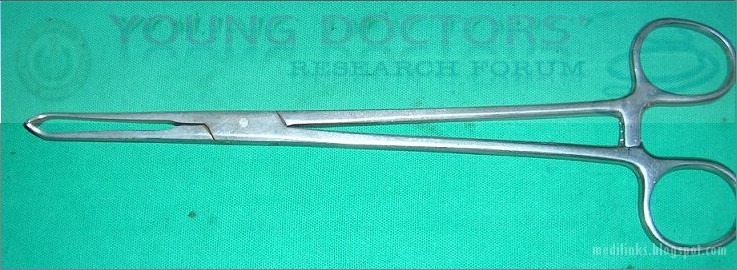 YOUNG DOCTORS'
RESEARCH FORUM
medilinks.blogspot.com